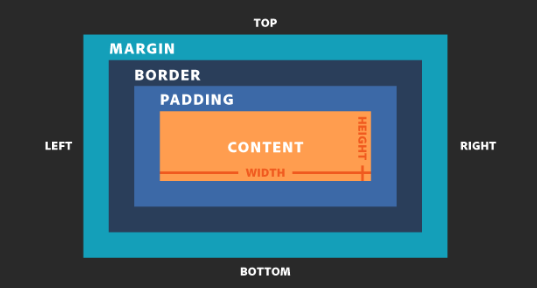 TOP
MARGIN
BORDER
PADDING
LEFT
CONTENT
HEIGHT
RIGHT
WIDTH
BOTTOM